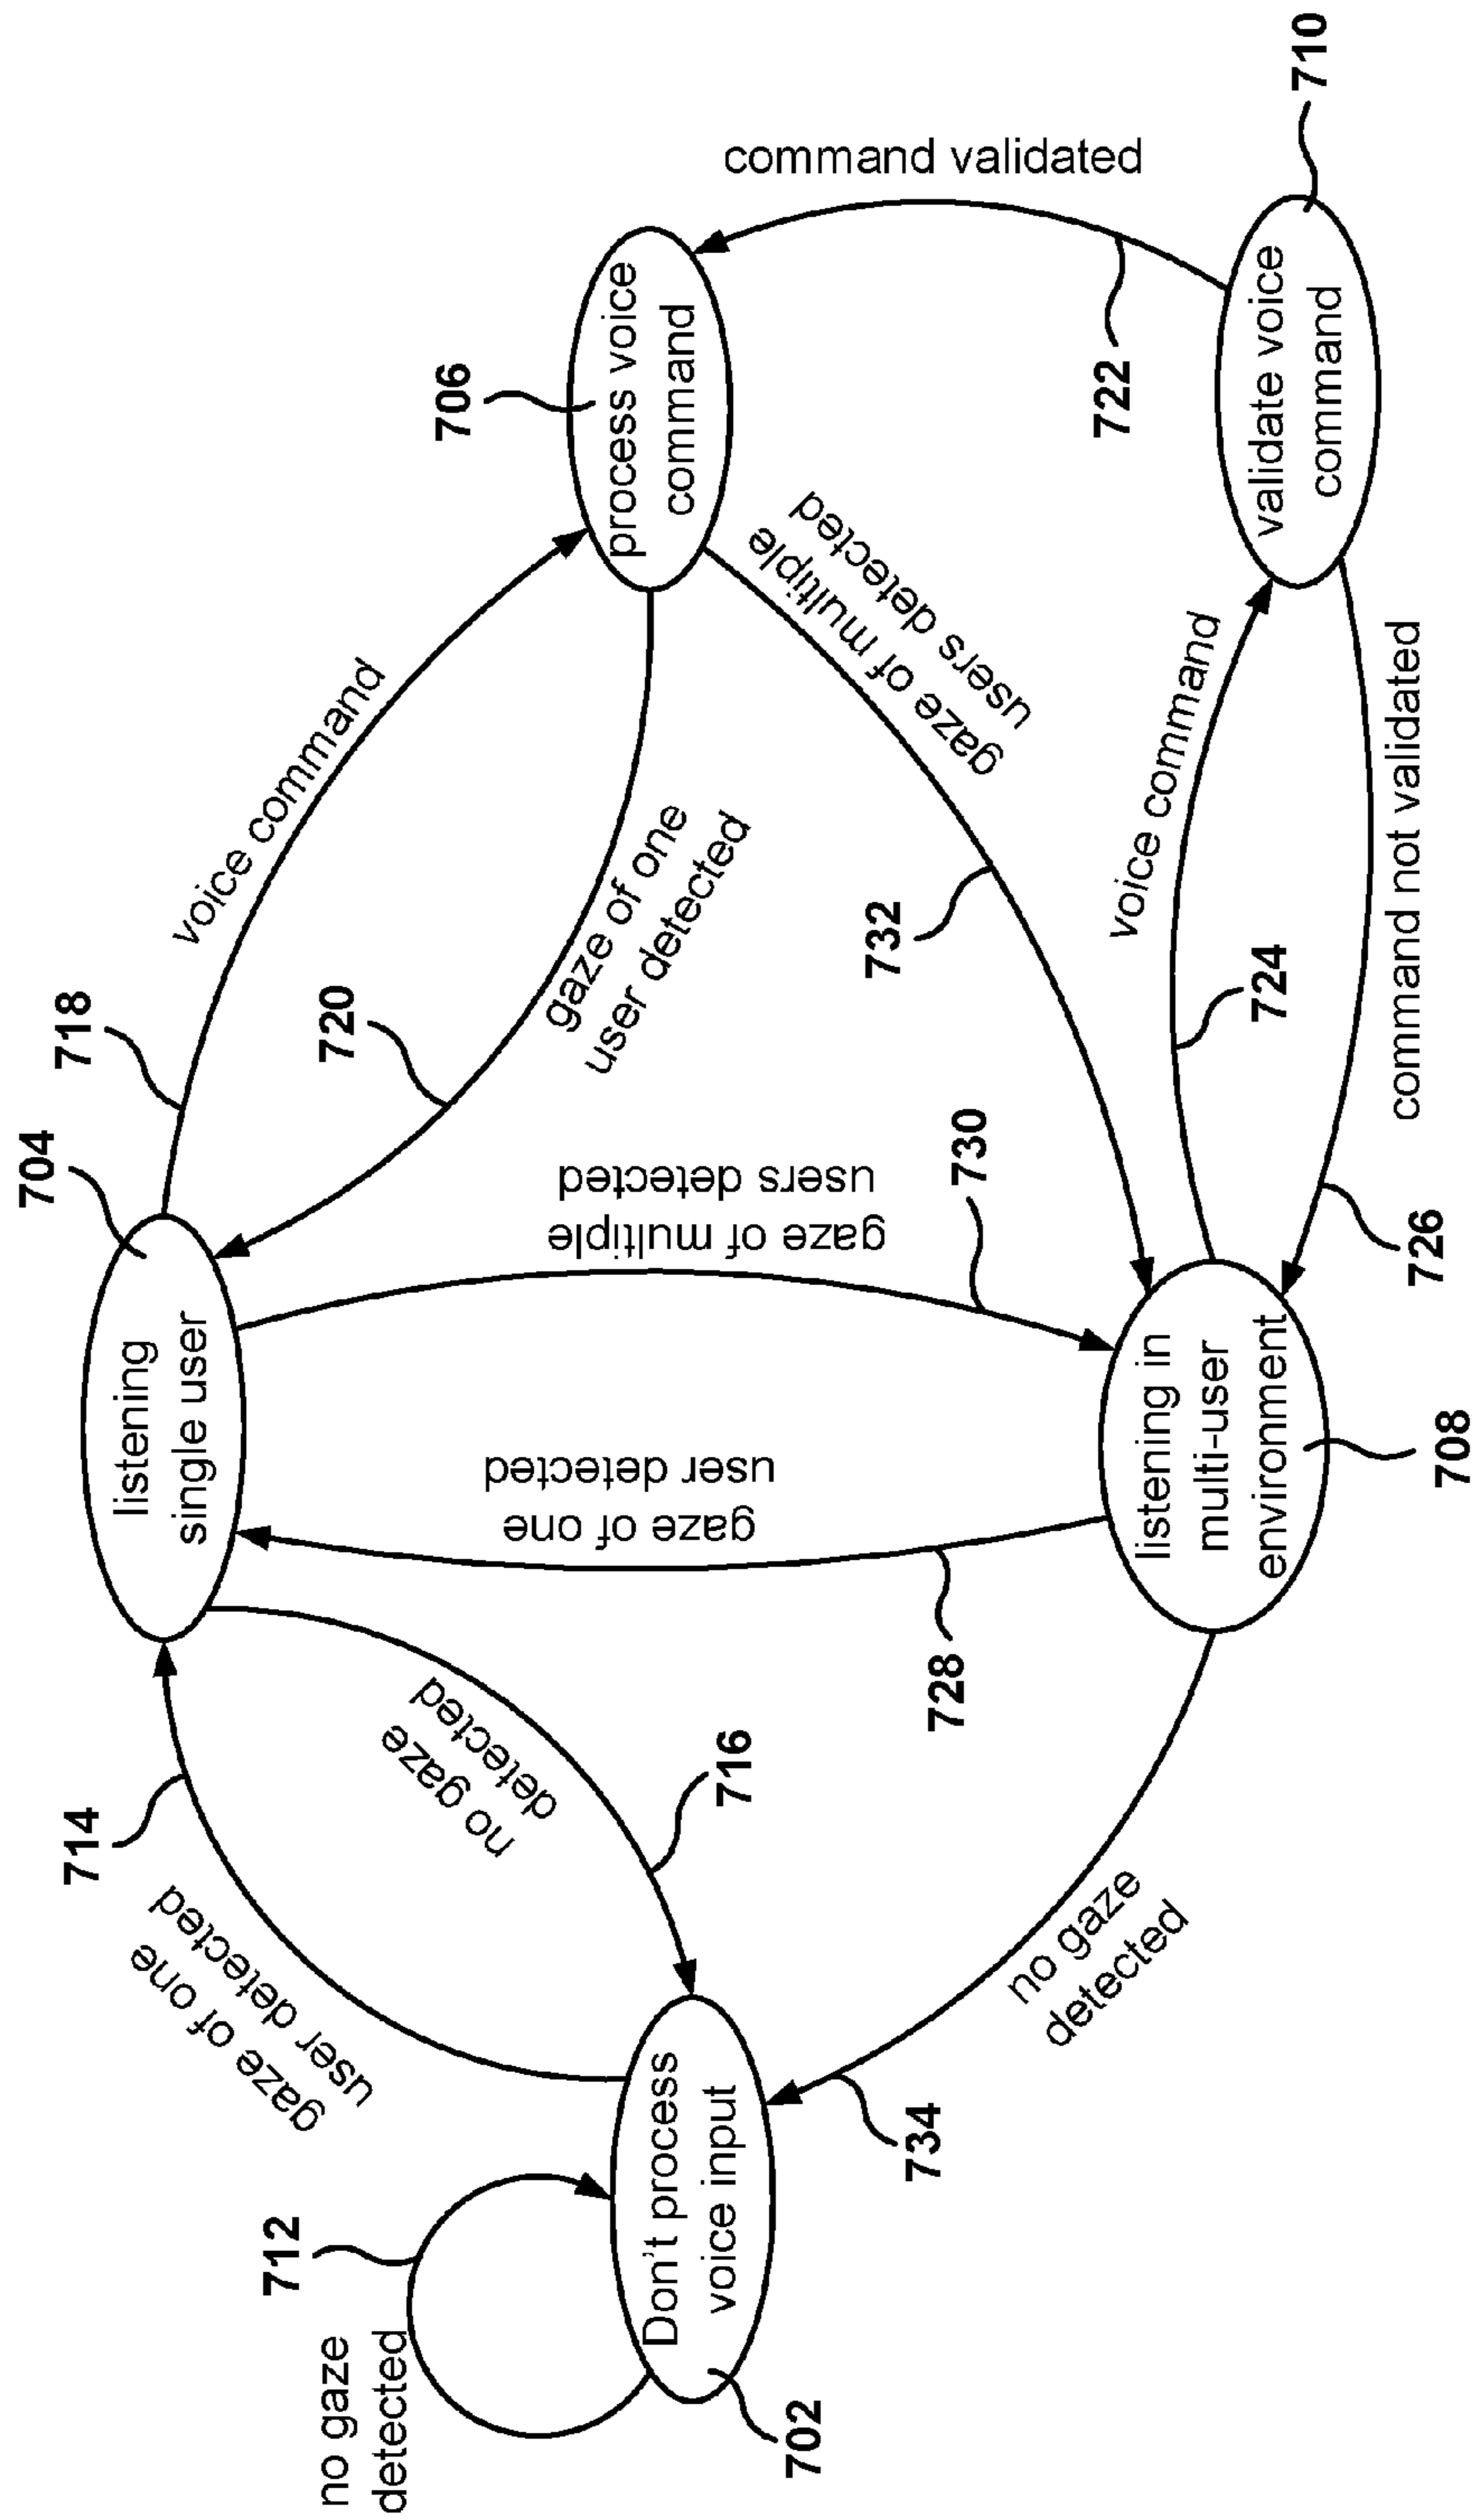 no gaze
detected
712
Don't process
voice input
702
gaze of one
user detected
714
no gaze
detected
716
no gaze
detected
734
listening
single user
704
gaze of one
user detected
728
gaze of multiple
users detected
730
listening in
multi-user
environment
708
718
voice command
720
gaze of one
user detected
732
gaze of multiple
users detected
724
voice command
726
command not validated
706
process voice
command
722
command validated
validate voice
command
710